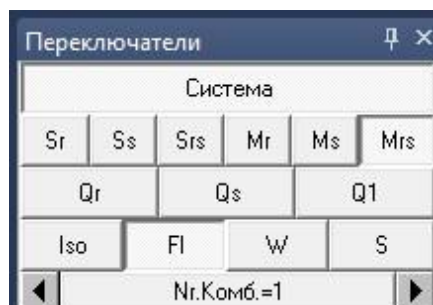 Переключатели
Система
Sr Ss Srs Mr Ms Mrs
Qr Qs Q1
Iso Fl W S
Nr.Комб.=1